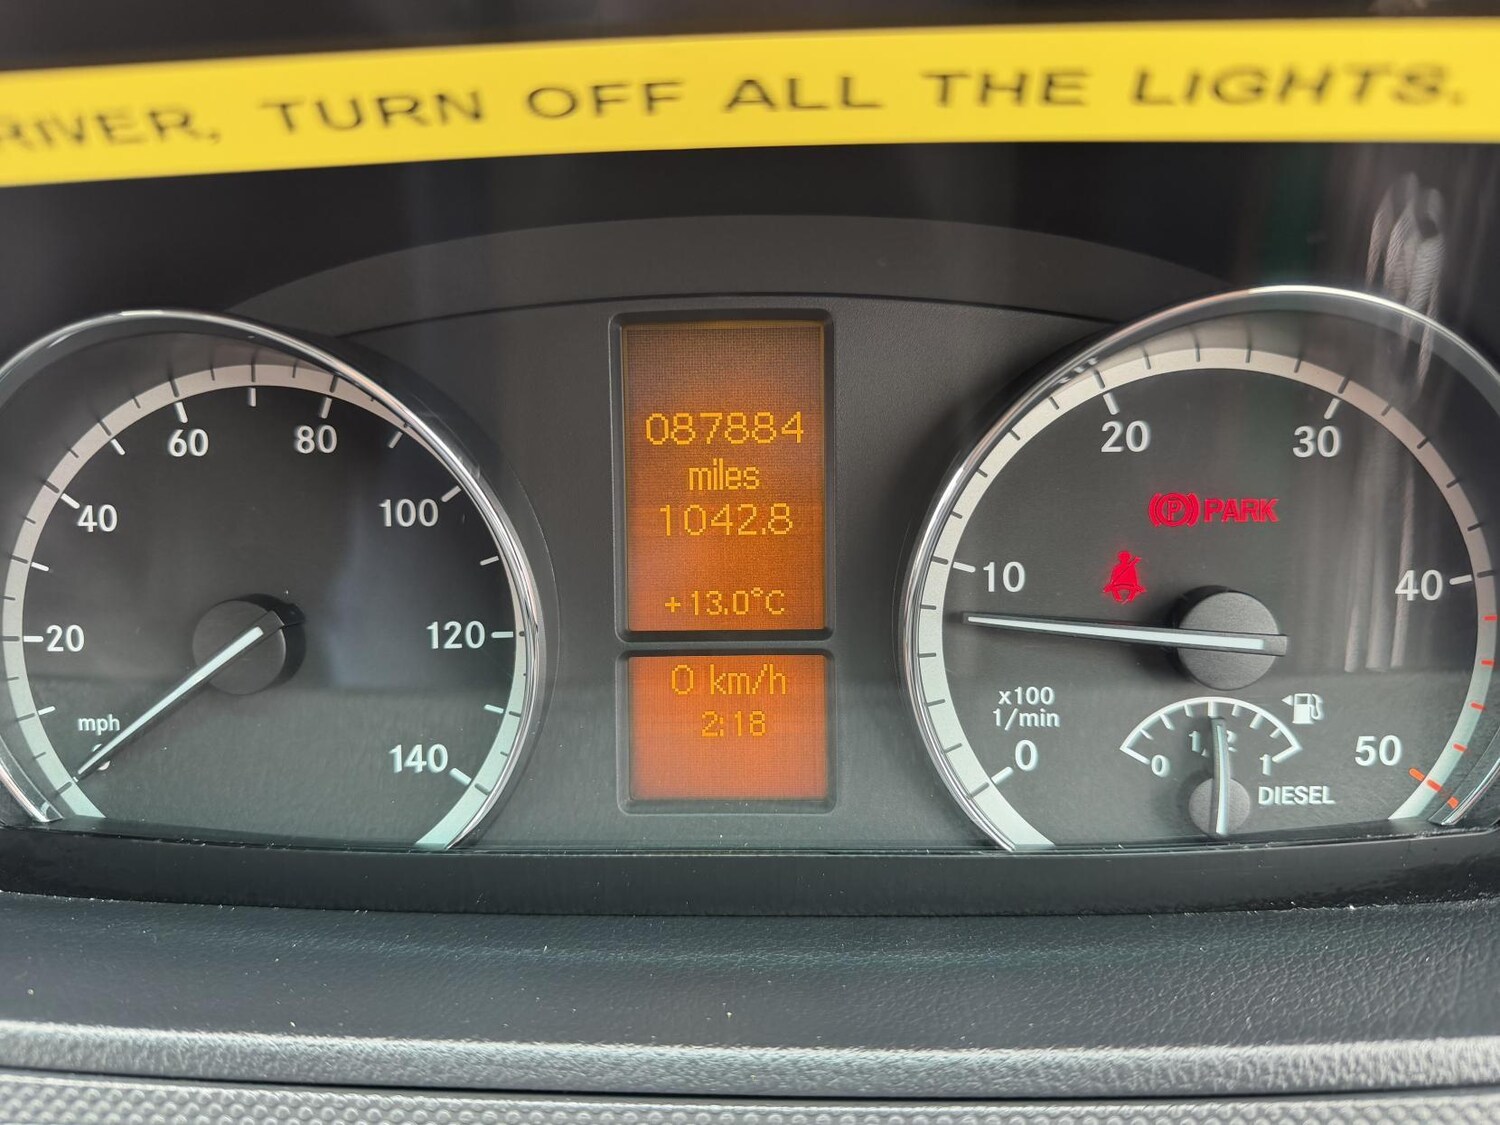 RIVER, TURN OFF ALL THE LIGHTS.
20
40
60
80
100
120
140
mph
087884
miles
1042.8
+13.0°C
0 km/h
2:18
0
10
20
30
40
50
x100
1/min
PARK
P
0
1/2
1
DIESEL